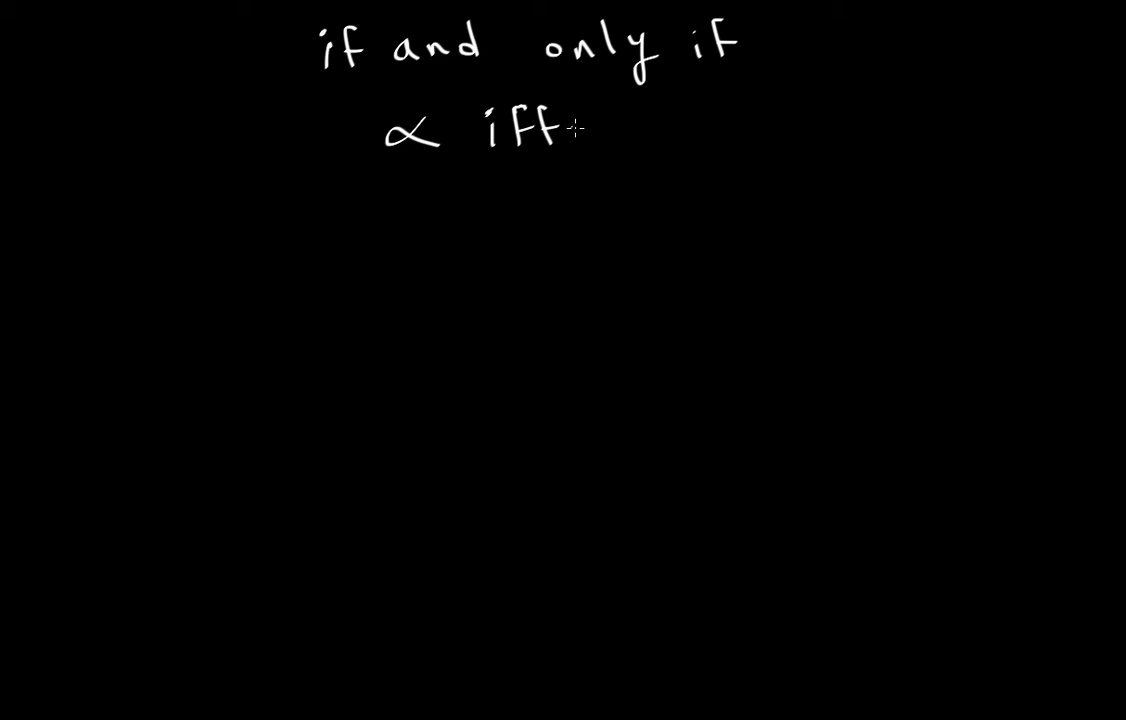 if and only if
α iff